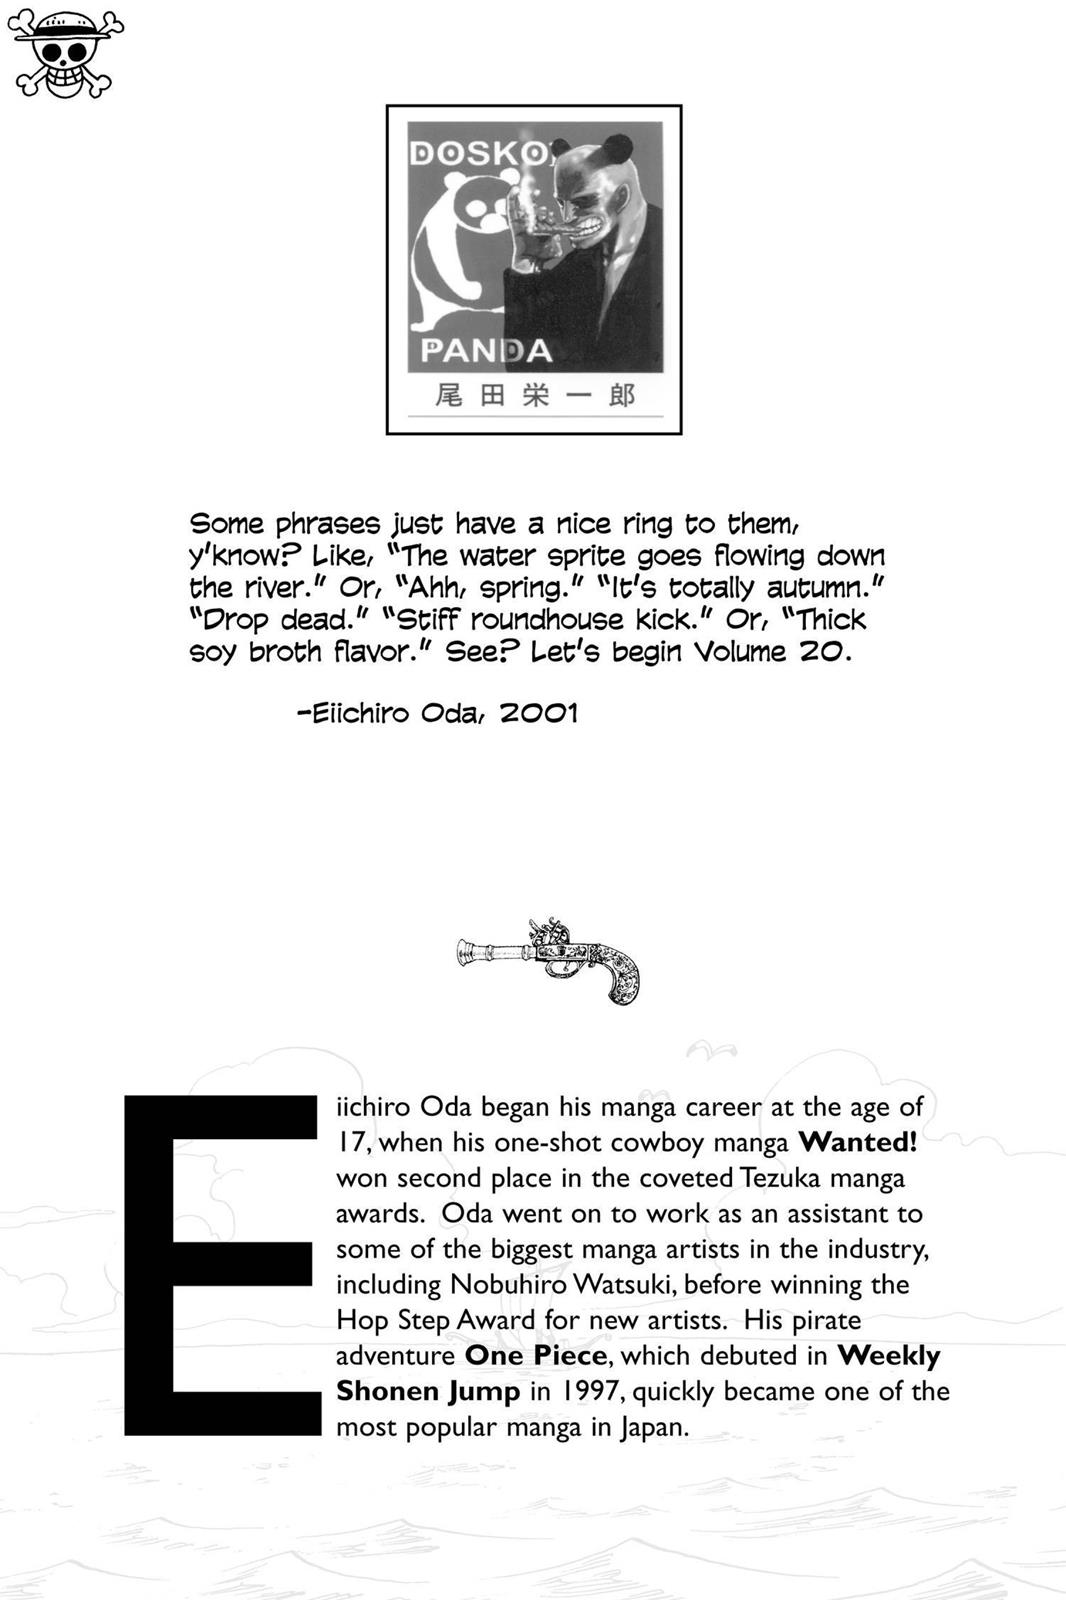 DOSKOI
PANDA
尾田栄一郎
Some phrases just have a nice ring to them,
y'know? Like, "The water sprite goes flowing down
the river." Or, "Ahh, spring." "It's totally autumn."
"Drop dead." "Stiff roundhouse kick." Or, "Thick
soy broth flavor." See? Let's begin Volume 20.
-Eiichiro Oda, 2001
Eiichiro Oda began his manga career at the age of
17, when his one-shot cowboy manga Wanted!
won second place in the coveted Tezuka manga
awards. Oda went on to work as an assistant to
some of the biggest manga artists in the industry,
including Nobuhiro Watsuki, before winning the
Hop Step Award for new artists. His pirate
adventure One Piece, which debuted in Weekly
Shonen Jump in 1997, quickly became one of the
most popular manga in Japan.